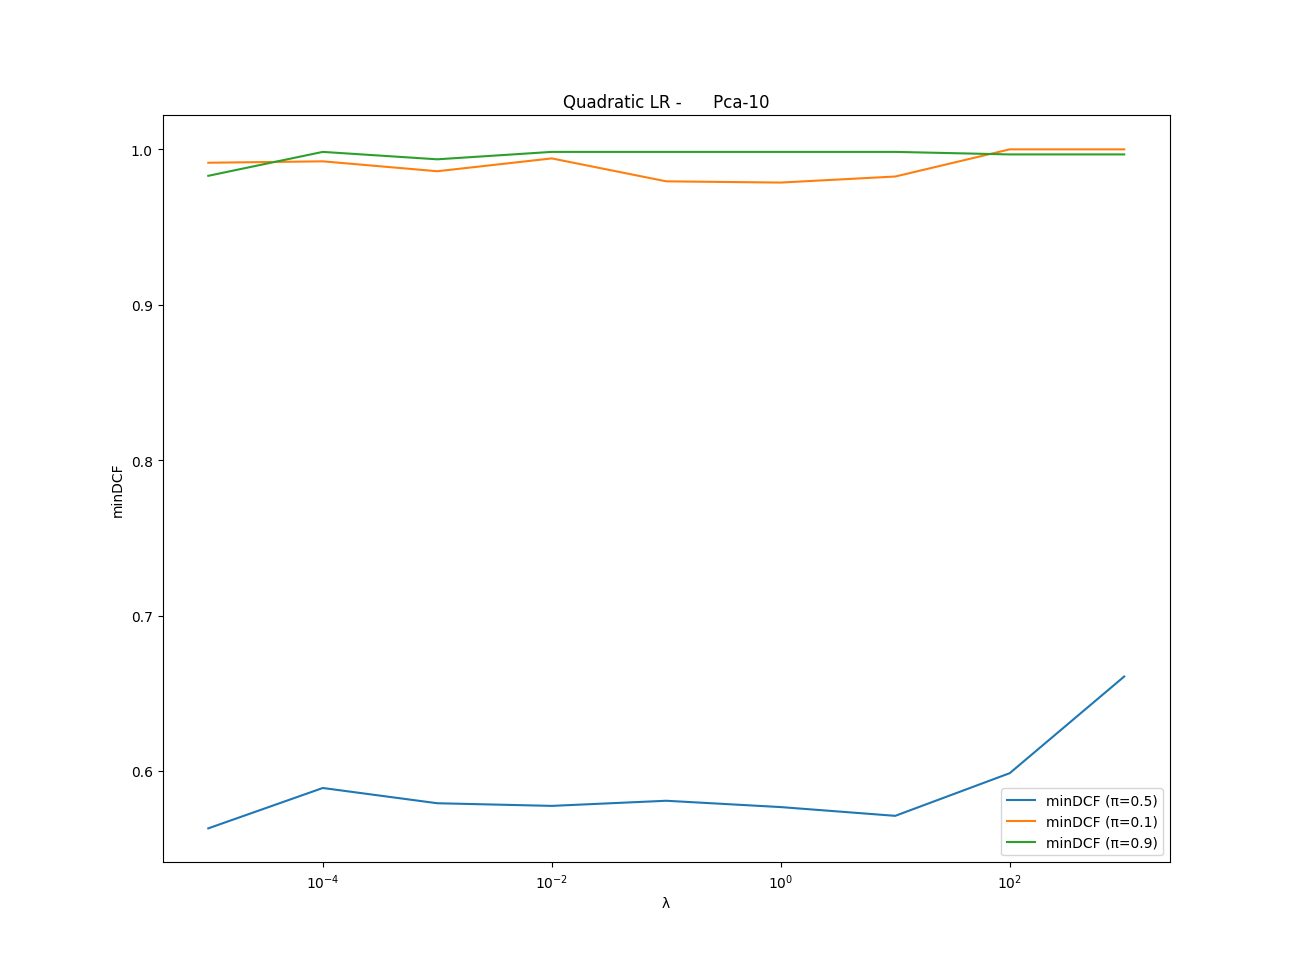 Quadratic LR -      Pca-10
1.0
0.9
0.8
0.7
0.6
minDCF
10⁻⁴
10⁻²
10⁰
10²
λ
minDCF (π=0.5)
minDCF (π=0.1)
minDCF (π=0.9)